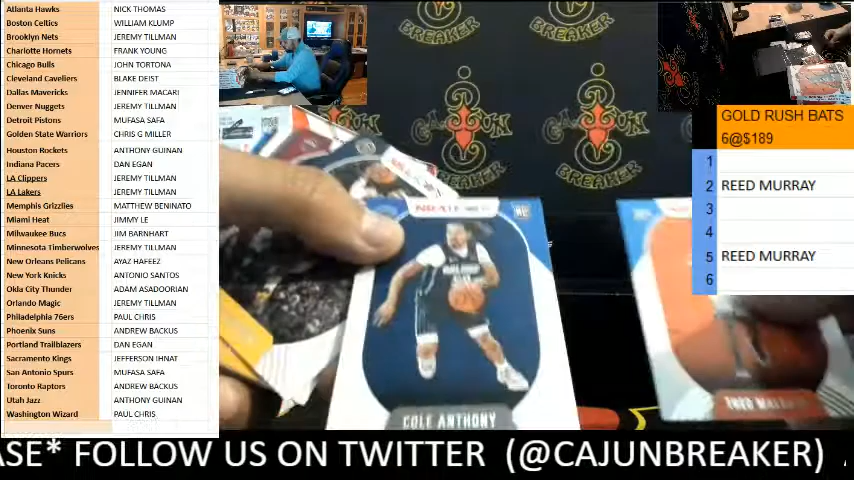 Atlanta Hawks NICK THOMAS
Boston Celtics WILLIAM KLUMP
Brooklyn Nets JEREMY TILLMAN
Charlotte Hornets FRANK YOUNG
Chicago Bulls JOHN TORTONA
Cleveland Cavaliers BLAKE DEIST
Dallas Mavericks JENNIFER MACARI
Denver Nuggets JEREMY TILLMAN
Detroit Pistons MUFASA SAFA
Golden State Warriors CHRIS G MILLER
Houston Rockets ANTHONY GUINAN
Indiana Pacers DAN EGAN
LA Clippers JEREMY TILLMAN
LA Lakers JEREMY TILLMAN
Memphis Grizzlies MATTHEW BENINATO
Miami Heat JIMMY LE
Milwaukee Bucs JIM BARNHART
Minnesota Timberwolves JEREMY TILLMAN
New Orleans Pelicans AYAZ HAFEEZ
New York Knicks ANTONIO SANTOS
Okla City Thunder ADAM ASADOORIAN
Orlando Magic JEREMY TILLMAN
Philadelphia 76ers PAUL CHRIS
Phoenix Suns ANDREW BACKUS
Portland Trailblazers DAN EGAN
Sacramento Kings JEFFERSON IHNAT
San Antonio Spurs MUFASA SAFA
Toronto Raptors ANDREW BACKUS
Utah Jazz ANTHONY GUINAN
Washington Wizard PAUL CHRIS
CAJUN
BREAKER
CAJUN
BREAKER
BREAKER
BREAKER
COLE ANTHONY
GOLD RUSH BATS
6@$189
1
2 REED MURRAY
3
4
5 REED MURRAY
6
ASE* FOLLOW US ON TWITTER (@CAJUNBREAKER)